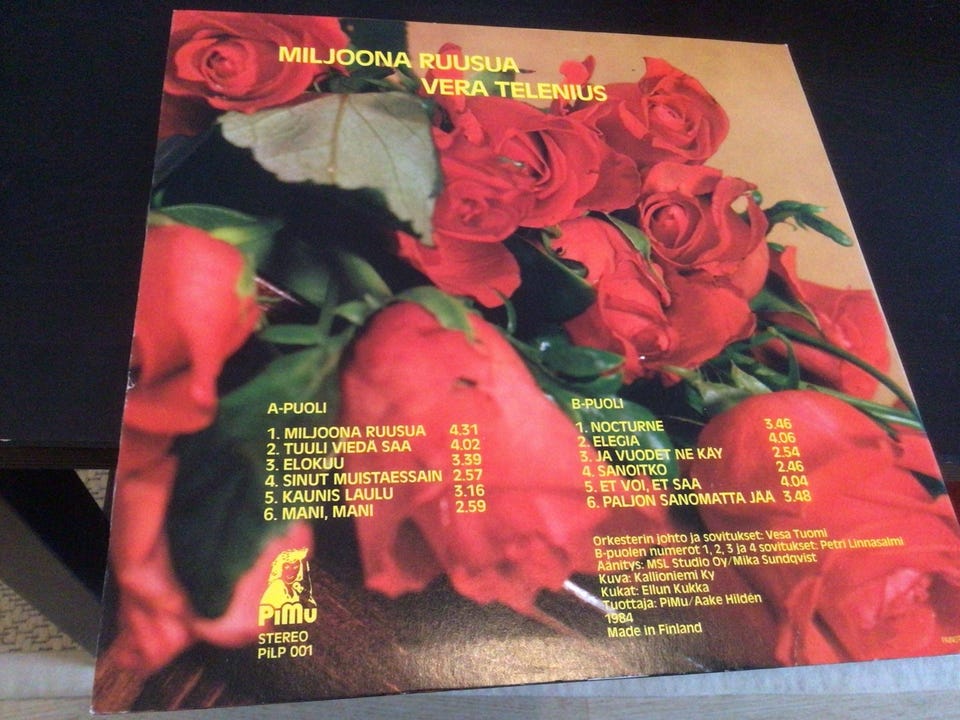 MILJOONA RUUSUA
VERA TELENIUS
A-PUOLI
1. MILJOONA RUUSUA 4.31
2. TUULI VIEDÄ SAA 4.02
3. ELOKUU 3.39
4. SINUT MUISTAESSAIN 2.57
5. KAUNIS LAULU 3.16
6. MANI, MANI 2.59
B-PUOLI
1. NOCTURNE 3.46
2. ELEGIA 4.06
3. JA VUODET NE KÄY 2.54
4. SANOITKO 2.46
5. ET VOI, ET SAA 4.04
6. PALJON SANOMATTA JÄÄ 3.48
Orkesterin johto ja sovitukset: Vesa Tuomi
B-puolen numerot 1, 2, 3 ja 4 sovitukset: Petri Linnasalmi
Äänitys: MSL Studio Oy/Mika Sundqvist
Kuva: Kallioniemi Ky
Kukat: Ellun Kukka
Tuottaja: PiMu/Aake Hildén
1984
Made in Finland
PiMu
STEREO
PiLP 001